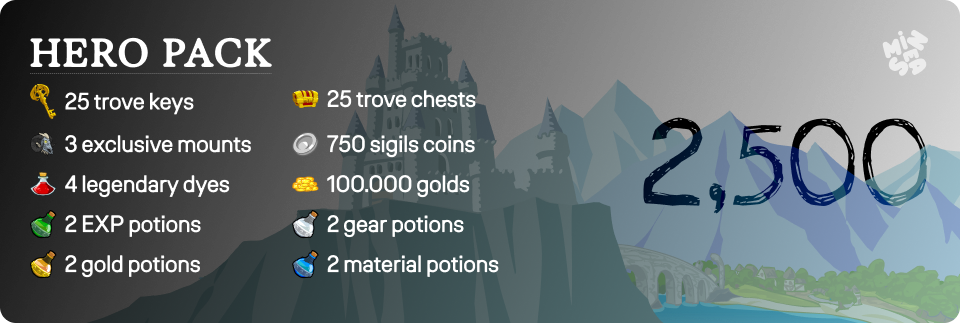 HERO PACK
25 trove keys
3 exclusive mounts
4 legendary dyes
2 EXP potions
2 gold potions
25 trove chests
750 sigils coins
100.000 golds
2 gear potions
2 material potions
2,500